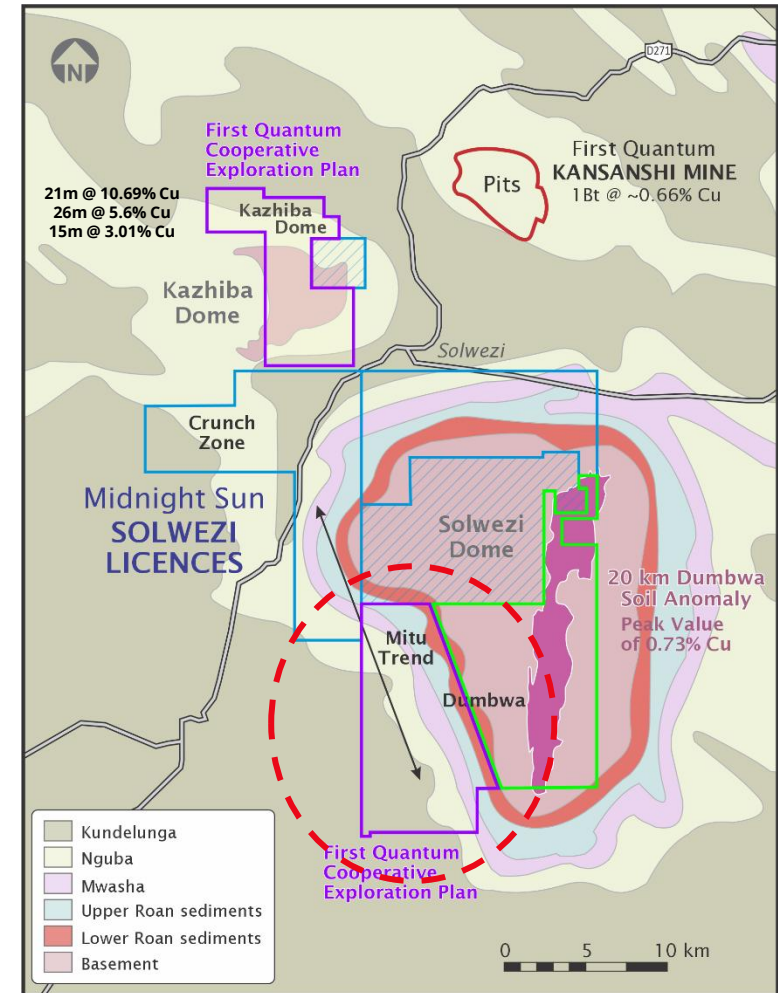 N
D271
First Quantum
Cooperative
Exploration Plan
First Quantum
KANSANSHI MINE
1Bt @ ~0.66% Cu
Pits
21m @ 10.69% Cu
26m @ 5.6% Cu
15m @ 3.01% Cu
Kazhiba
Dome
Kazhiba
Dome
Solwezi
Crunch
Zone
Midnight Sun
SOLWEZI
LICENCES
Solwezi
Dome
20 km Dumbwa
Soil Anomaly
Peak Value
of 0.73% Cu
Mitu
Trend
Dumbwa
First Quantum
Cooperative
Exploration Plan
Kundelunga
Nguba
Mwasha
Upper Roan sediments
Lower Roan sediments
Basement
0 5 10 km